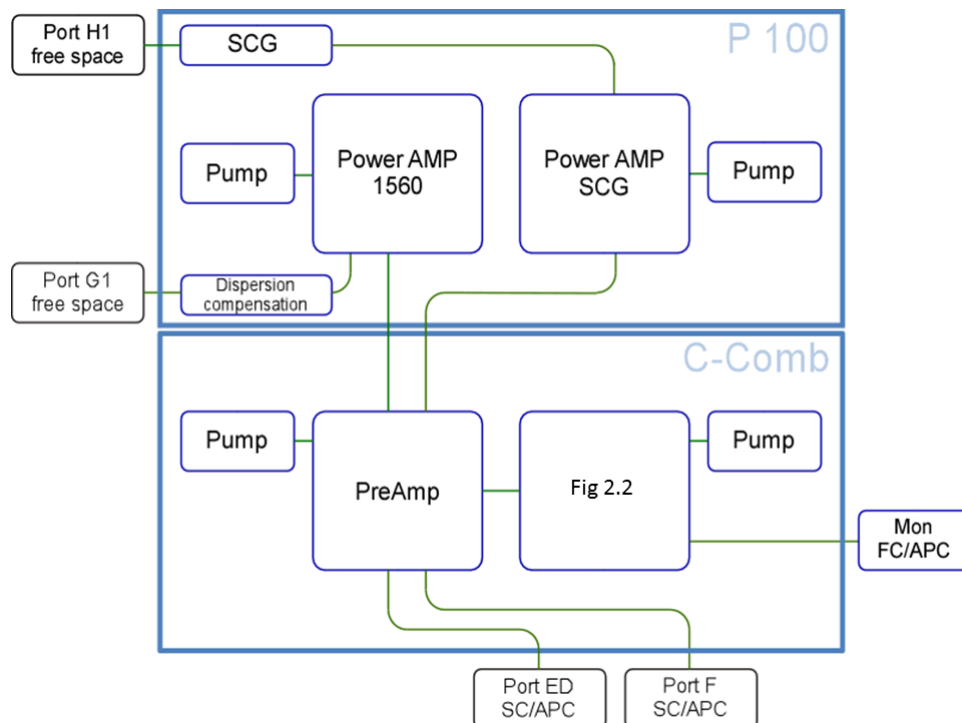 Port H1
free space
SCG
P 100
Pump
Power AMP
1560
Power AMP
SCG
Pump
Port G1
free space
Dispersion
compensation
C-Comb
Pump
PreAmp
Fig 2.2
Pump
Mon
FC/APC
Port ED
SC/APC
Port F
SC/APC